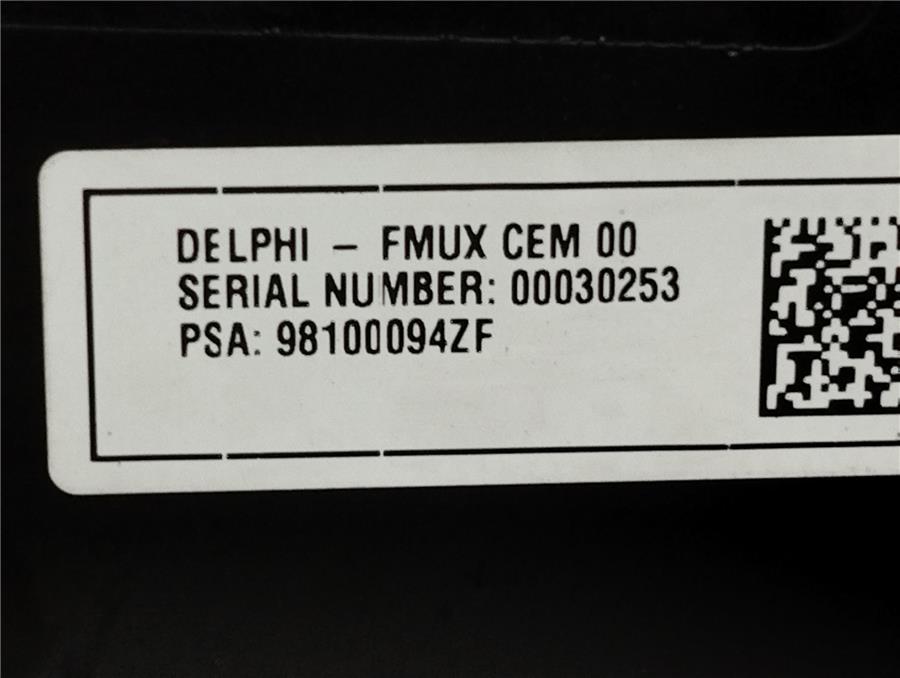 DELPHI – FMUX CEM 00
SERIAL NUMBER: 00030253
PSA: 98100094ZF